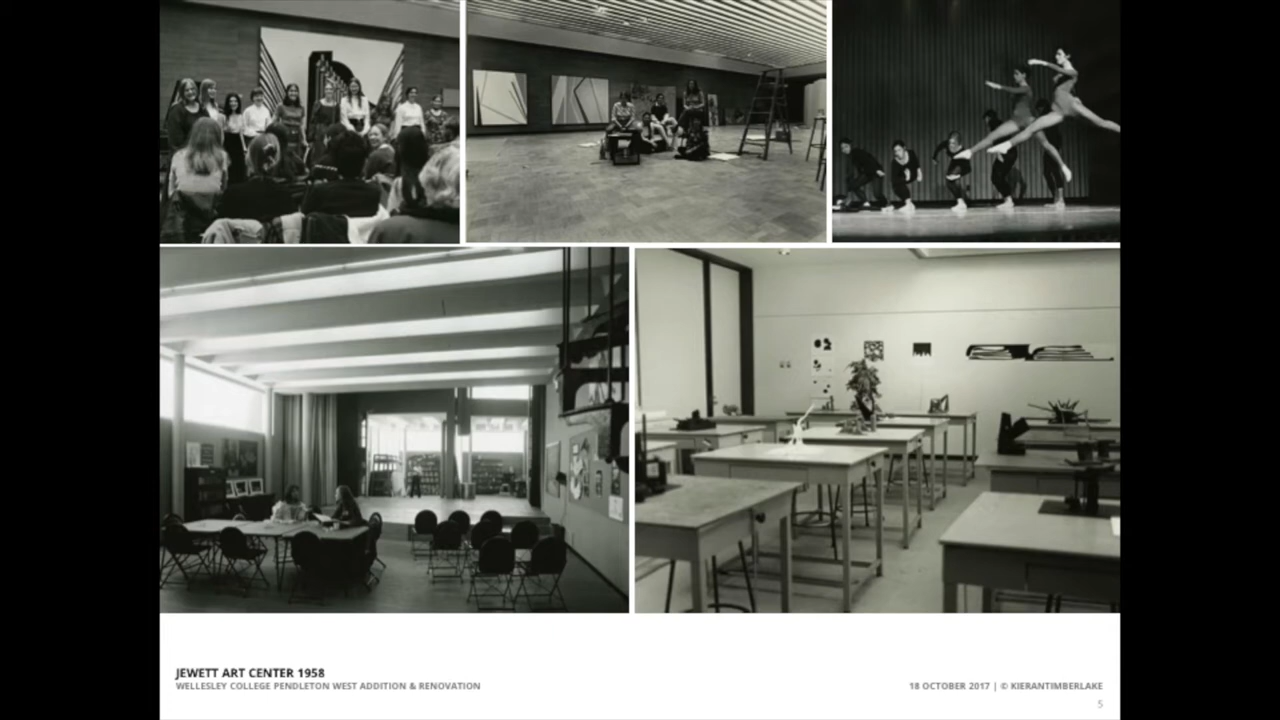 JEWETT ART CENTER 1958
WELLESLEY COLLEGE PENDLETON WEST ADDITION & RENOVATION
18 OCTOBER 2017 | © KIERANTIMBERLAKE
5